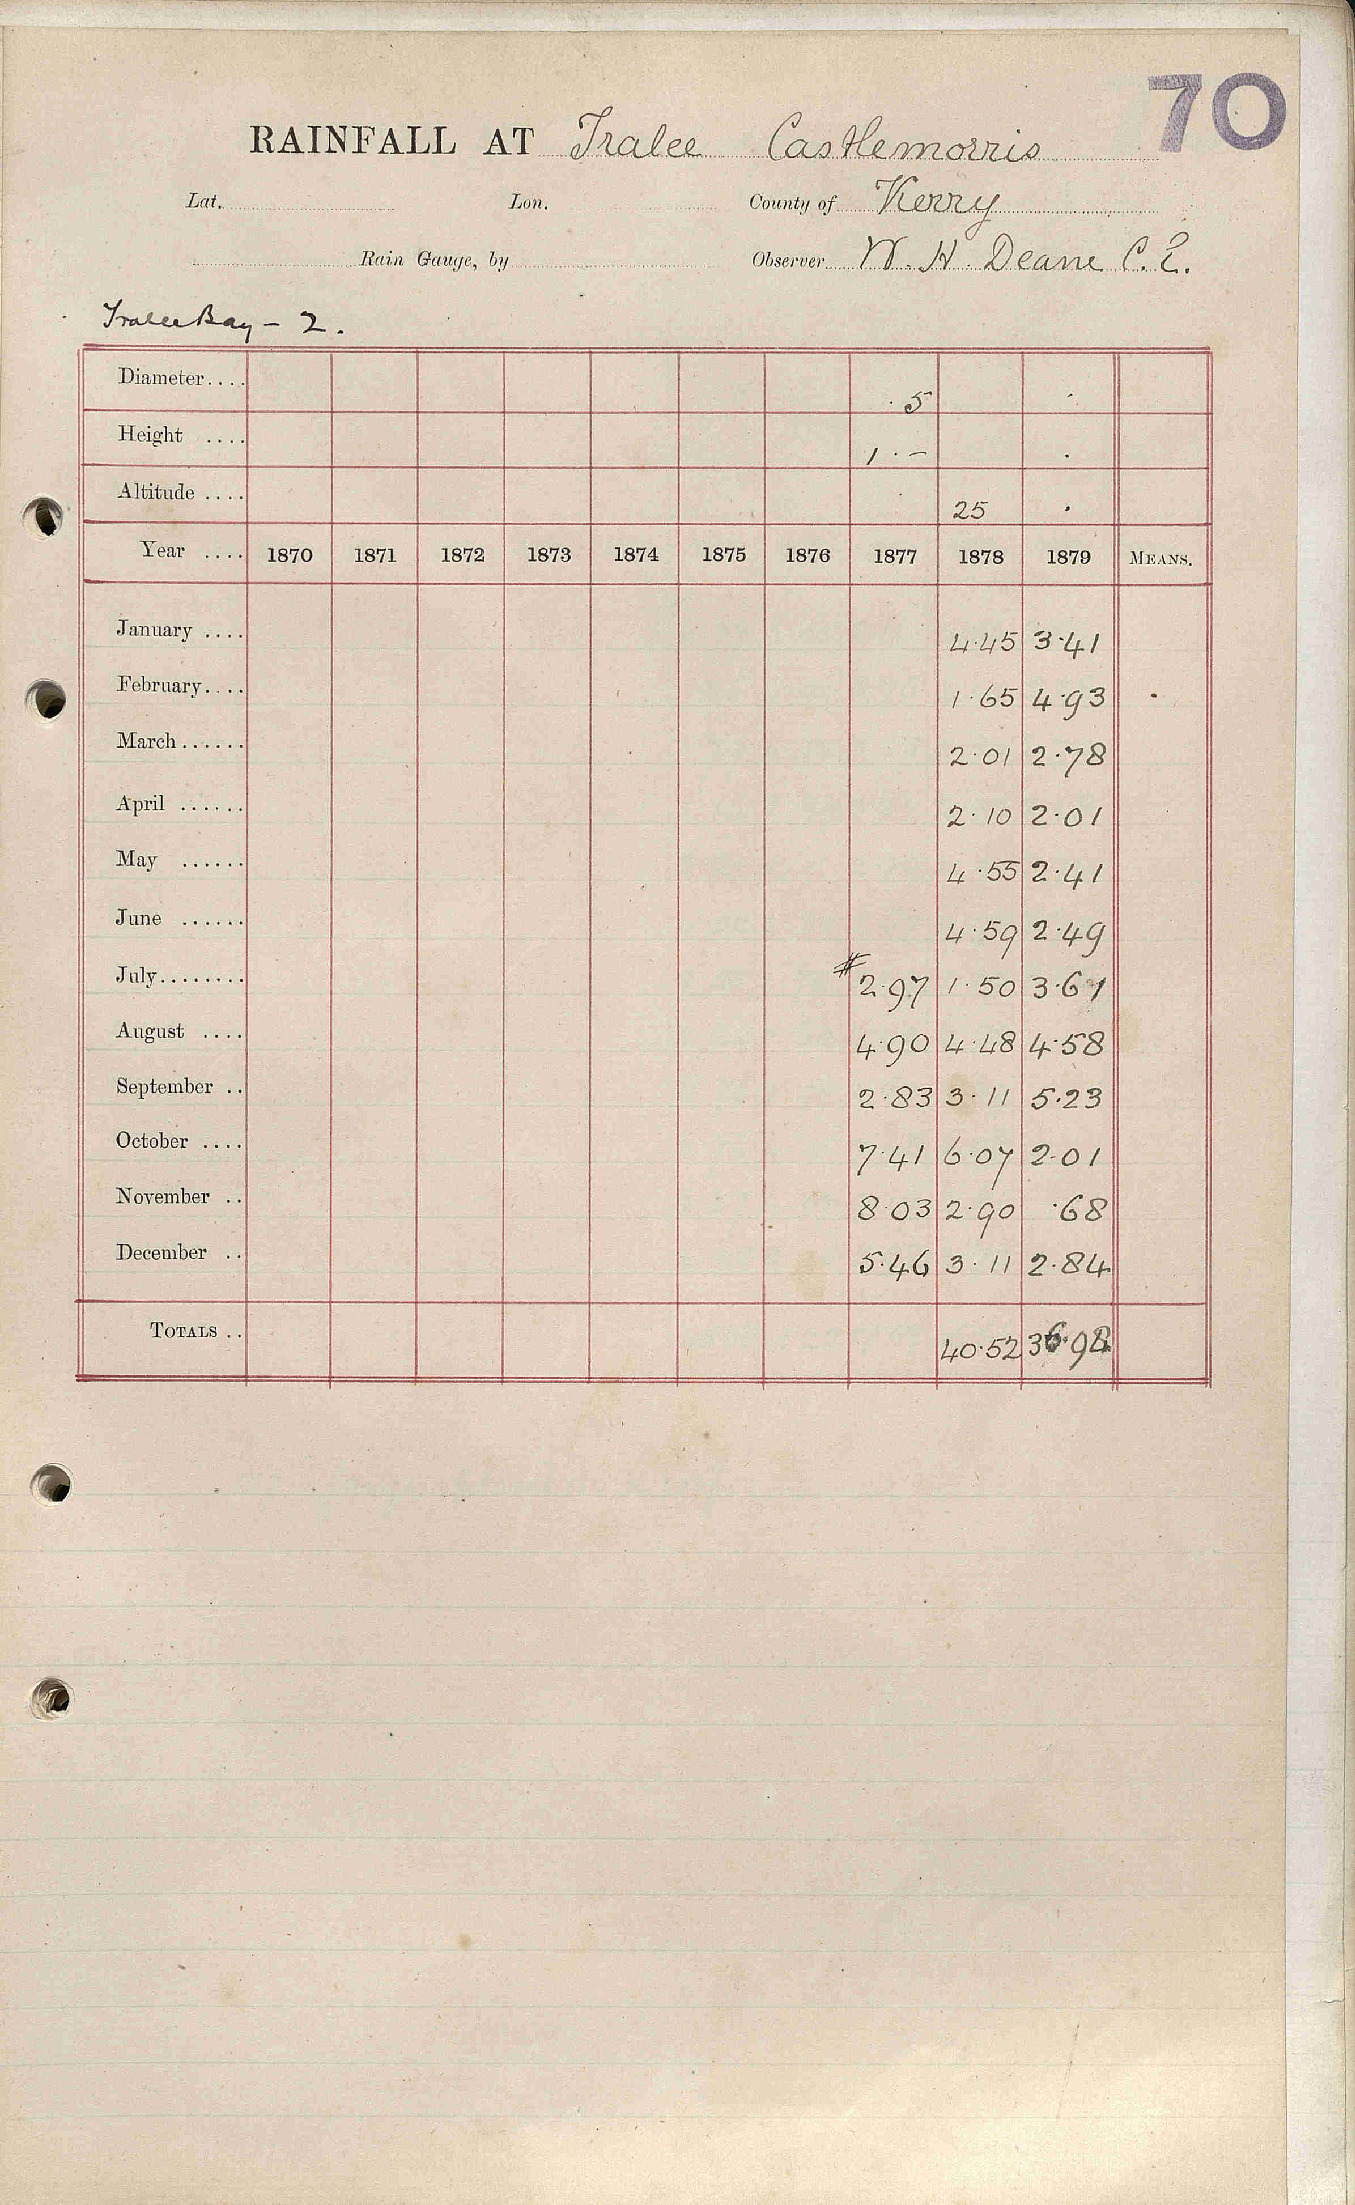 70
RAINFALL AT Tralee Castlemorris
Lat. Lon. County of Kerry
Rain Gauge, by Observer W. H. Deane C.E.
Tralee Bay – 2.
Diameter.... 5
Height .... 1 · –
Altitude .... 25
Year .... 1870 1871 1872 1873 1874 1875 1876 1877 1878 1879 MEANS.
January .... 4·45 3·41
February.... 1·65 4·93
March...... 2·01 2·78
April ...... 2·10 2·01
May ...... 4·55 2·41
June ...... 4·59 2·49
July........ #2·97 1·50 3·61
August .... 4·90 4·48 4·58
September .. 2·83 3·11 5·23
October .... 7·41 6·07 2·01
November .. 8·03 2·90 ·68
December .. 5·46 3·11 2·84
TOTALS .. 40·52 36·98